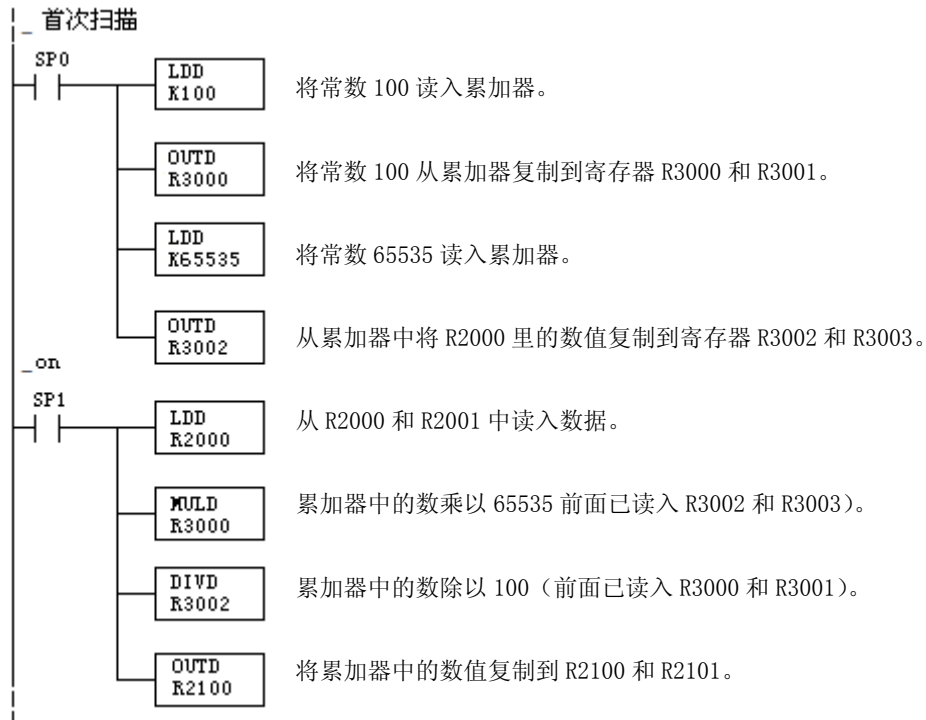 _ 首次扫描
SP0
LDD
K100
将常数 100 读入累加器。
OUTD
R3000
将常数 100 从累加器复制到寄存器 R3000 和 R3001。
LDD
K65535
将常数 65535 读入累加器。
OUTD
R3002
从累加器中将 R2000 里的数值复制到寄存器 R3002 和 R3003。
_on
SP1
LDD
R2000
从 R2000 和 R2001 中读入数据。
MULD
R3000
累加器中的数乘以 65535 前面已读入 R3002 和 R3003)。
DIVD
R3002
累加器中的数除以 100（前面已读入 R3000 和 R3001)。
OUTD
R2100
将累加器中的数值复制到 R2100 和 R2101。